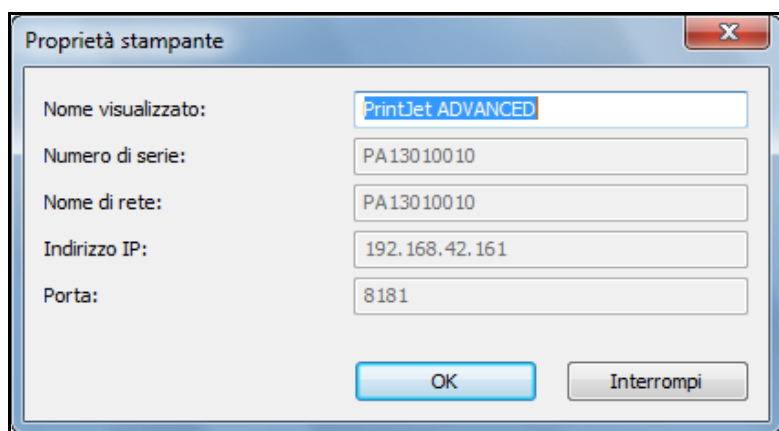 Proprietà stampante
Nome visualizzato: PrintJet ADVANCED
Numero di serie: PA13010010
Nome di rete: PA13010010
Indirizzo IP: 192.168.42.161
Porta: 8181
OK Interrompi